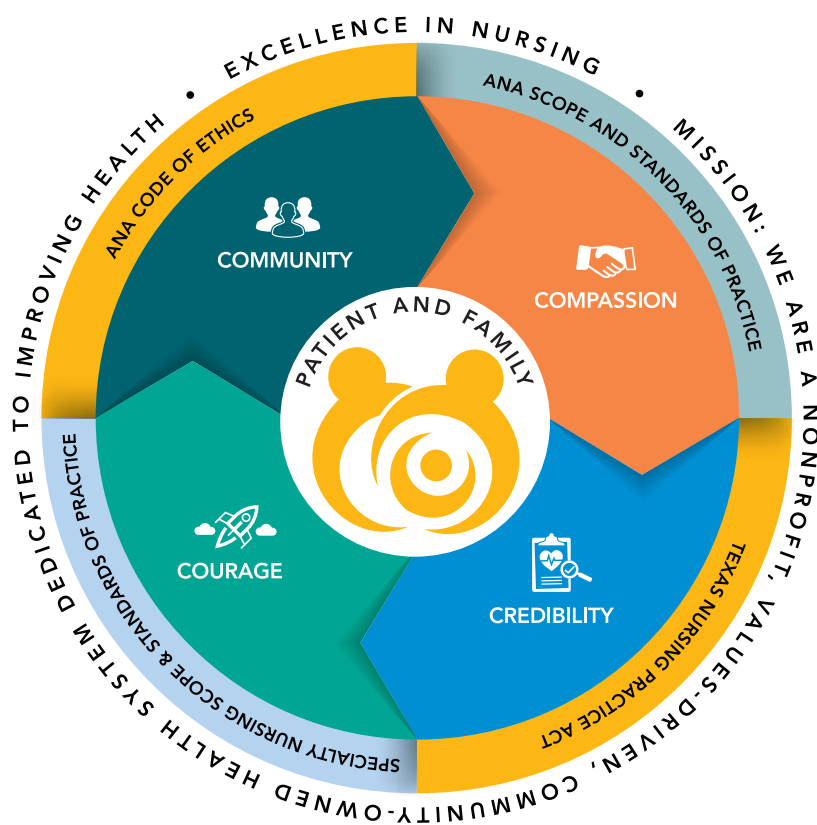 EXCELLENCE IN NURSING
•
MISSION: WE ARE A NONPROFIT, VALUES-DRIVEN, COMMUNITY-OWNED HEALTH SYSTEM DEDICATED TO IMPROVING HEALTH
•
ANA CODE OF ETHICS
ANA SCOPE AND STANDARDS OF PRACTICE
TEXAS NURSING PRACTICE ACT
SPECIALTY NURSING SCOPE & STANDARDS OF PRACTICE
COMMUNITY
COMPASSION
CREDIBILITY
COURAGE
PATIENT AND FAMILY